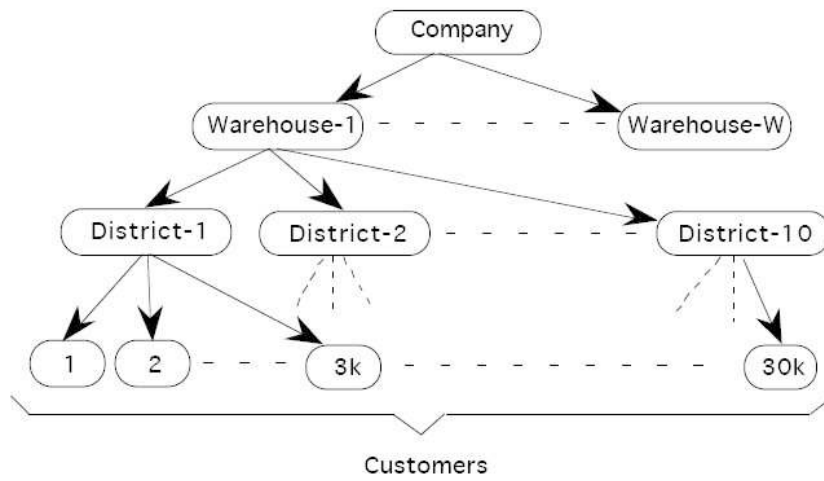 Company
Warehouse-1
Warehouse-W
District-1
District-2
District-10
1
2
3k
30k
Customers